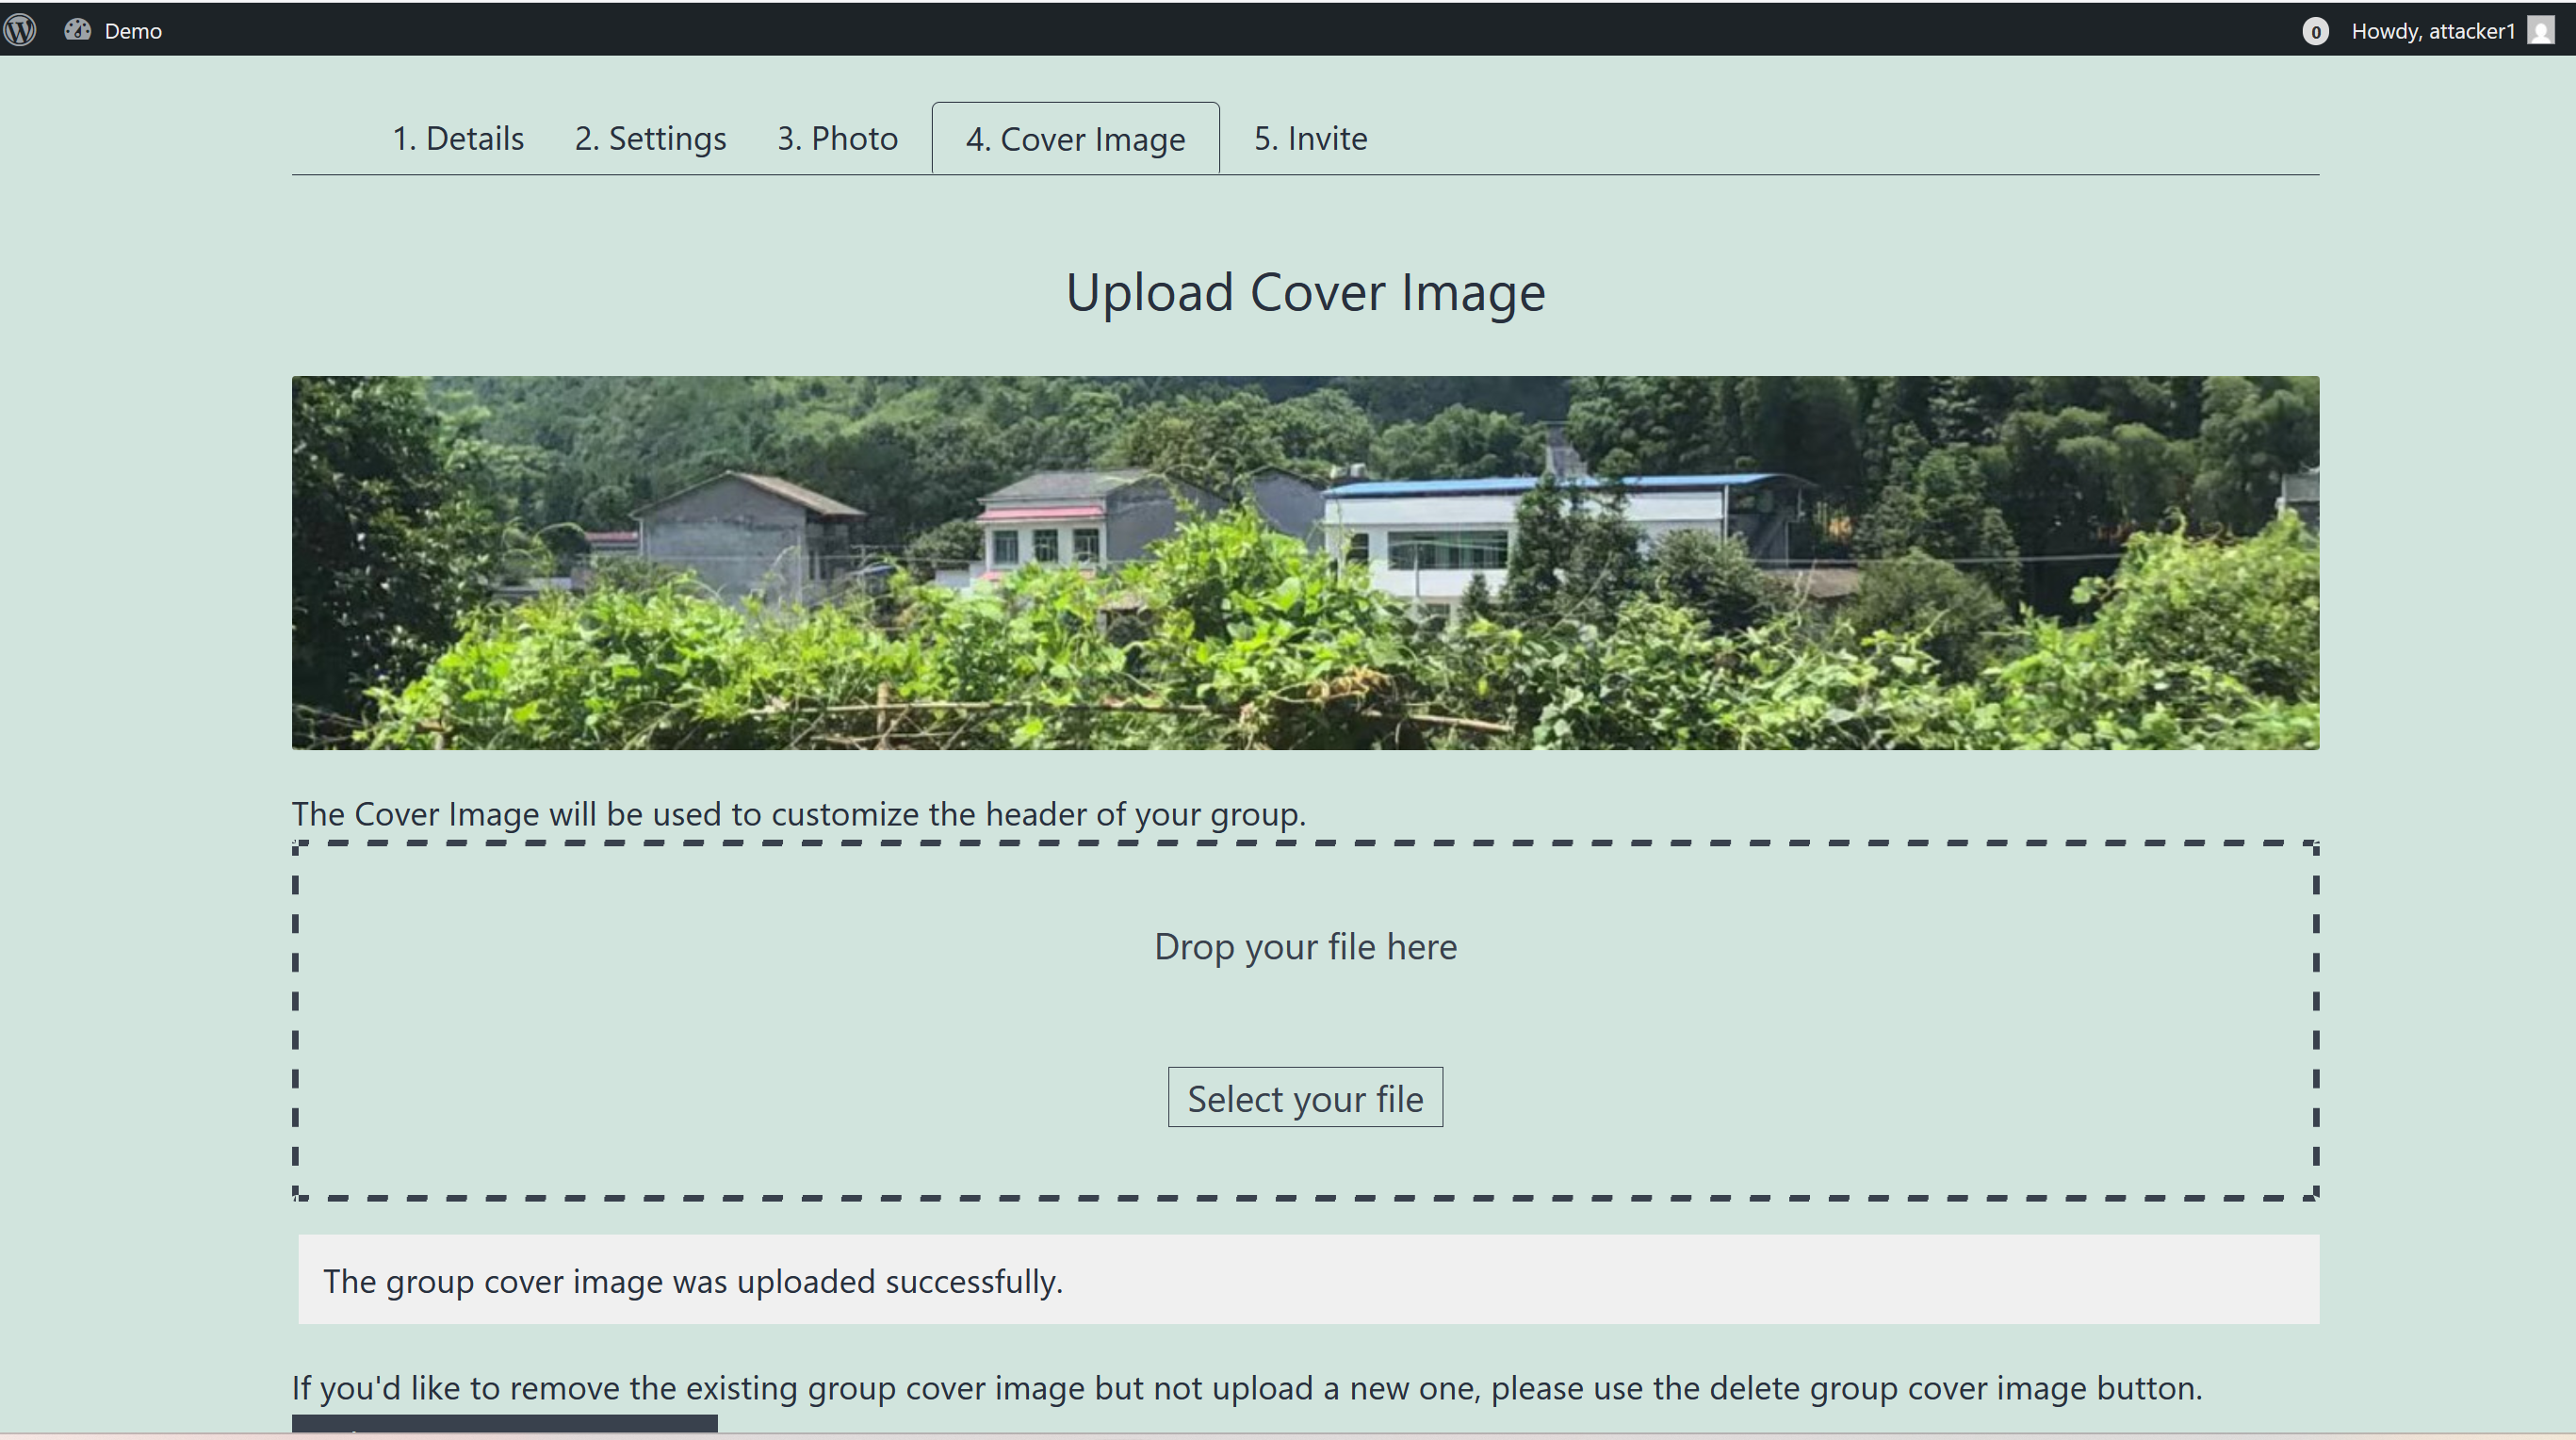 Demo
0
Howdy, attacker1
1. Details
2. Settings
3. Photo
4. Cover Image
5. Invite
Upload Cover Image
The Cover Image will be used to customize the header of your group.
Drop your file here
Select your file
The group cover image was uploaded successfully.
If you'd like to remove the existing group cover image but not upload a new one, please use the delete group cover image button.